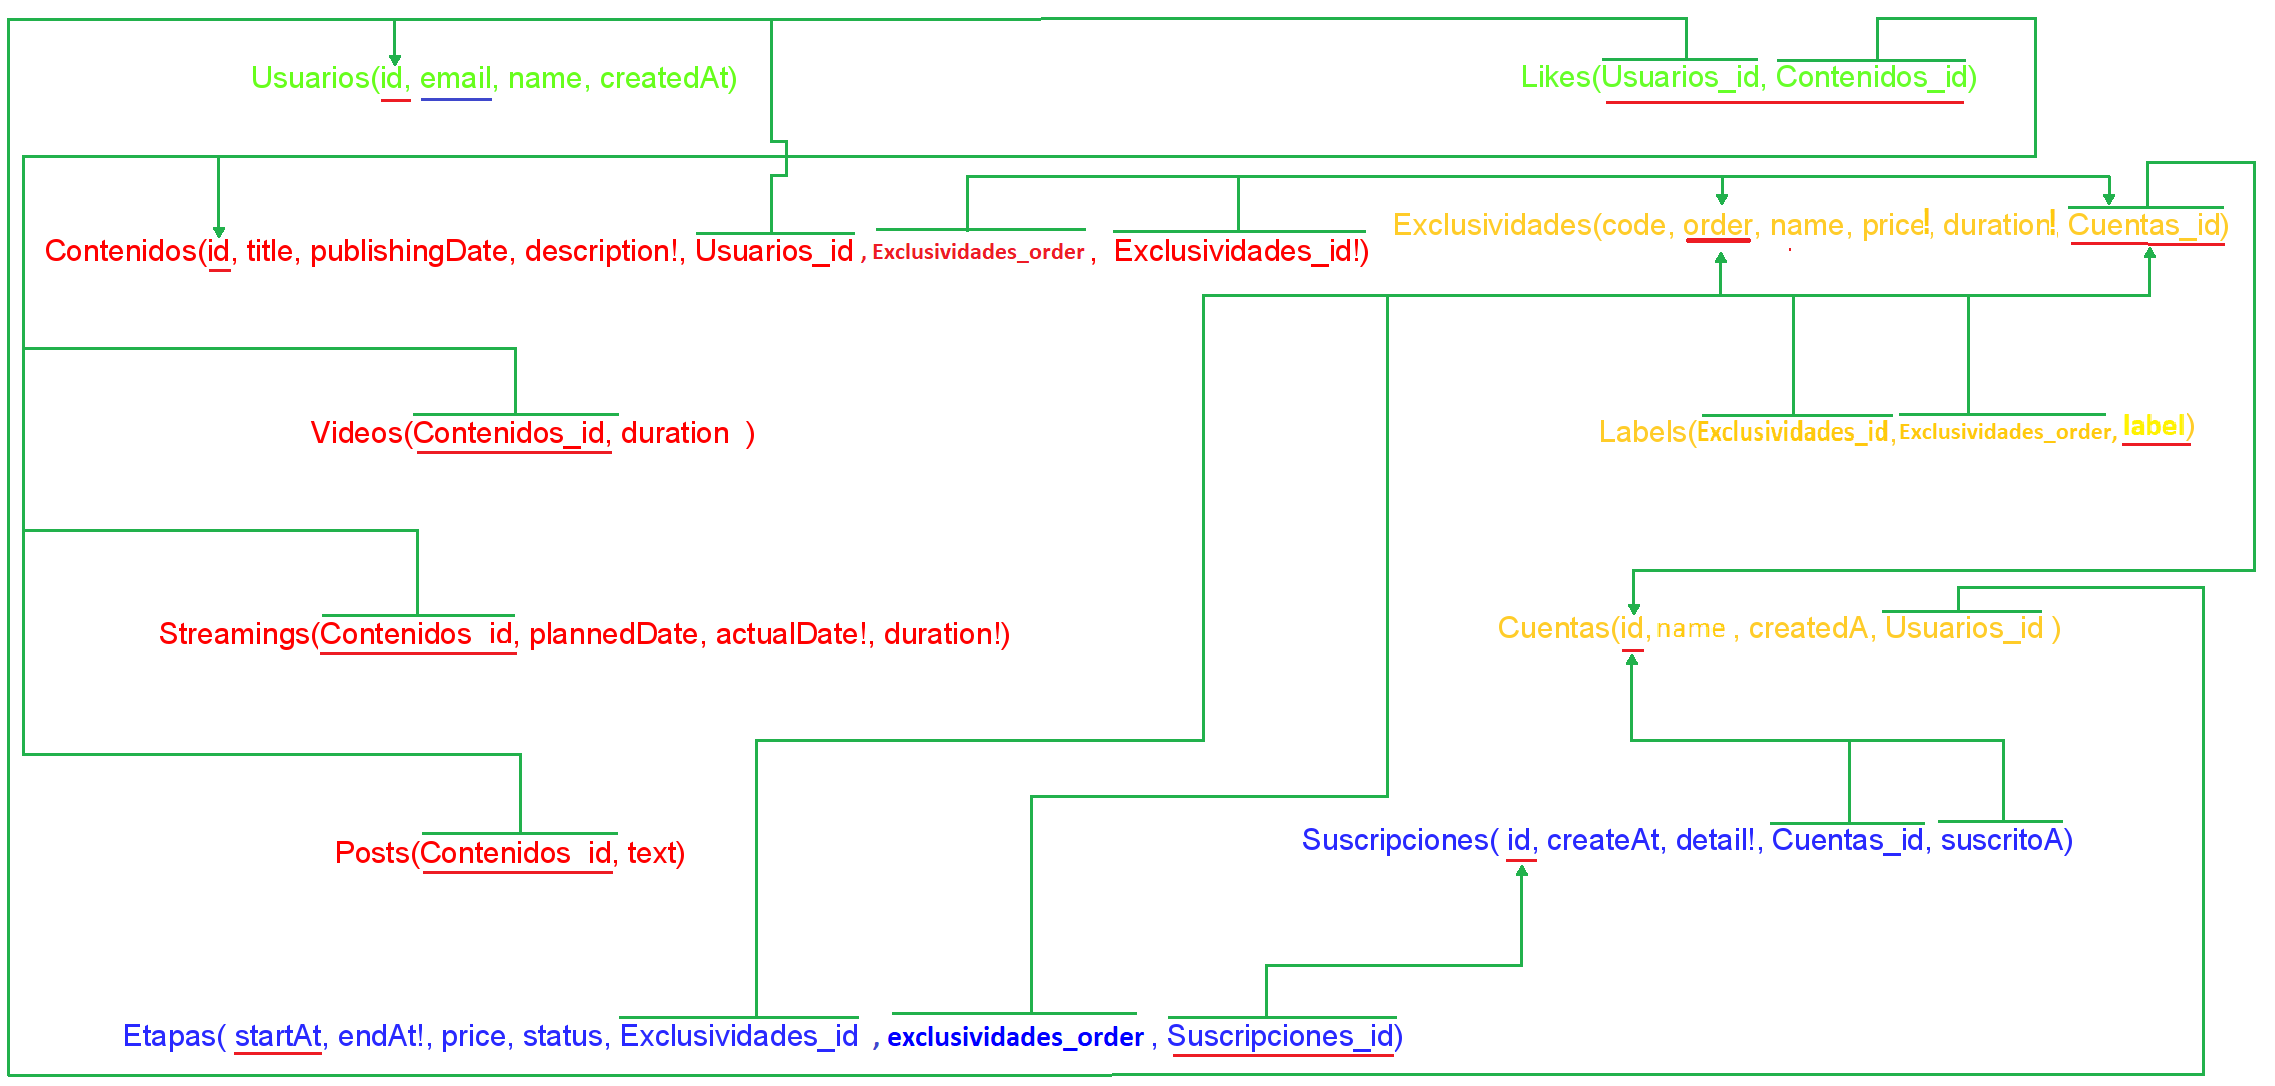 Usuarios(id, email, name, createdAt)
Likes(Usuarios_id, Contenidos_id)
Contenidos(id, title, publishingDate, description!, Usuarios_id , Exclusividades_order , Exclusividades_id!)
Exclusividades(code, order, name, price!, duration!, Cuentas_id)
Videos(Contenidos_id, duration )
Labels(Exclusividades_id, Exclusividades_order, label)
Streamings(Contenidos_id, plannedDate, actualDate!, duration!)
Cuentas(id, name , createdA, Usuarios_id )
Posts(Contenidos_id, text)
Suscripciones( id, createAt, detail!, Cuentas_id, suscritoA)
Etapas( startAt, endAt!, price, status, Exclusividades_id , exclusividades_order , Suscripciones_id)